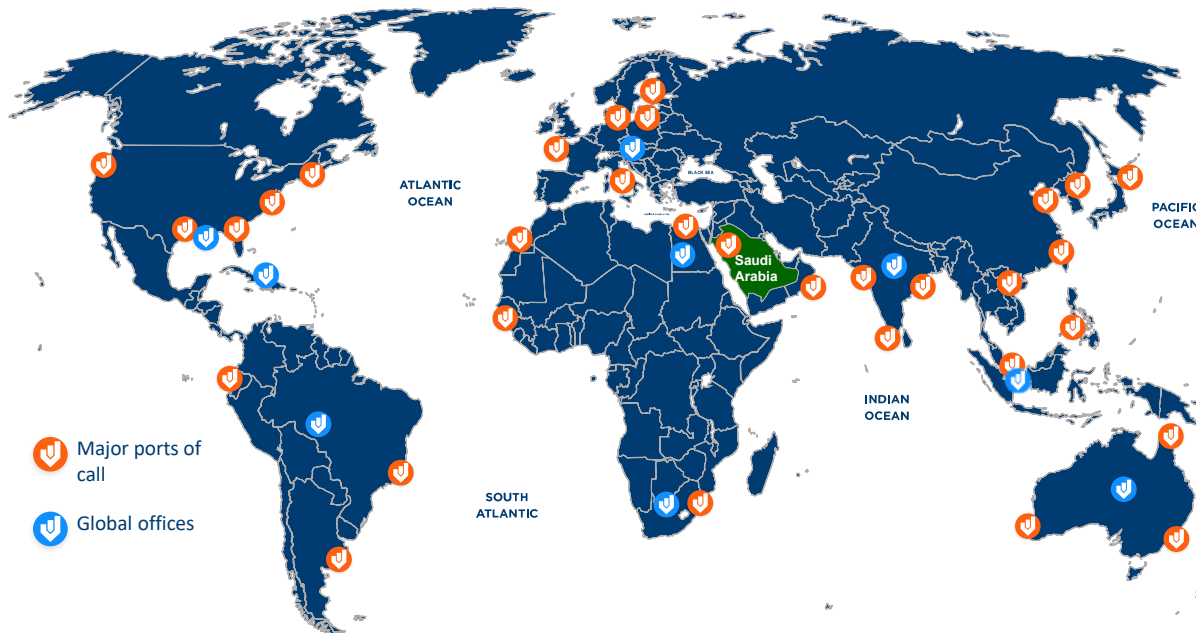 ATLANTIC
OCEAN
BLACK SEA
PACIFIC
OCEAN
Saudi
Arabia
INDIAN
OCEAN
SOUTH
ATLANTIC
Major ports of
call
Global offices